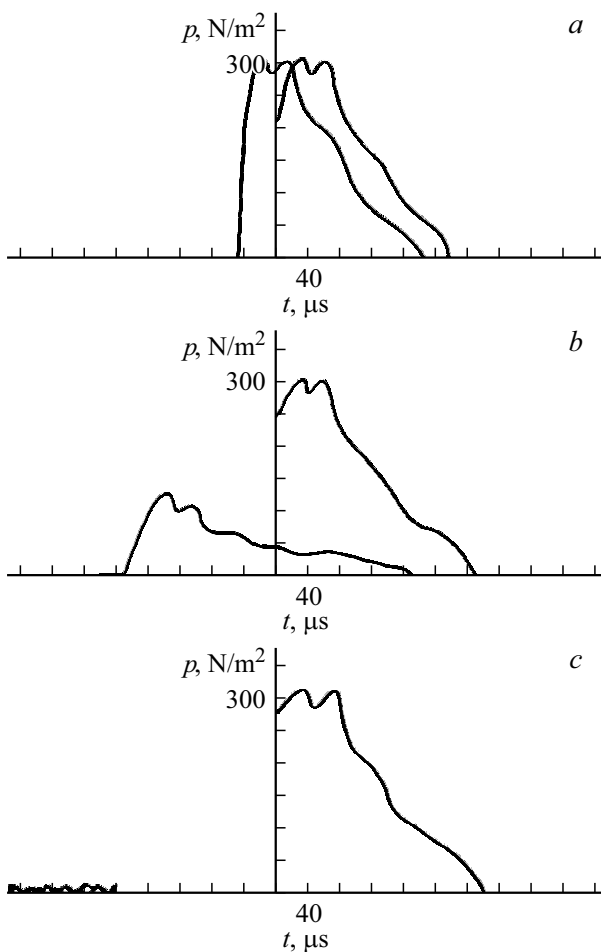 p, N/m² a
300
40
t, μs
p, N/m² b
300
40
t, μs
p, N/m² c
300
40
t, μs